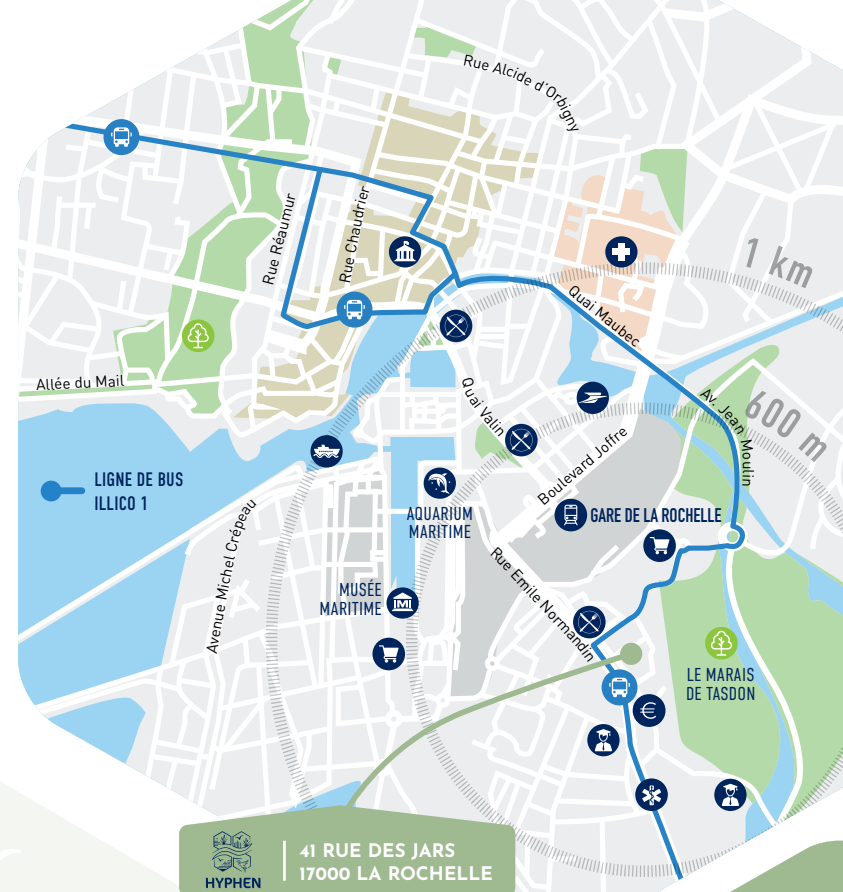 Rue Alcide d'Orbigny
Rue Réaumur
Rue Chaudrier
1 km
Quai Maubec
Allée du Mail
Quai Valin
Av. Jean Moulin
600 m
Boulevard Joffre
LIGNE DE BUS
ILLICO 1
AQUARIUM
MARITIME
GARE DE LA ROCHELLE
Avenue Michel Crépeau
Rue Emile Normandin
MUSÉE
MARITIME
M
€
LE MARAIS
DE TASDON
HYPHEN
41 RUE DES JARS
17000 LA ROCHELLE